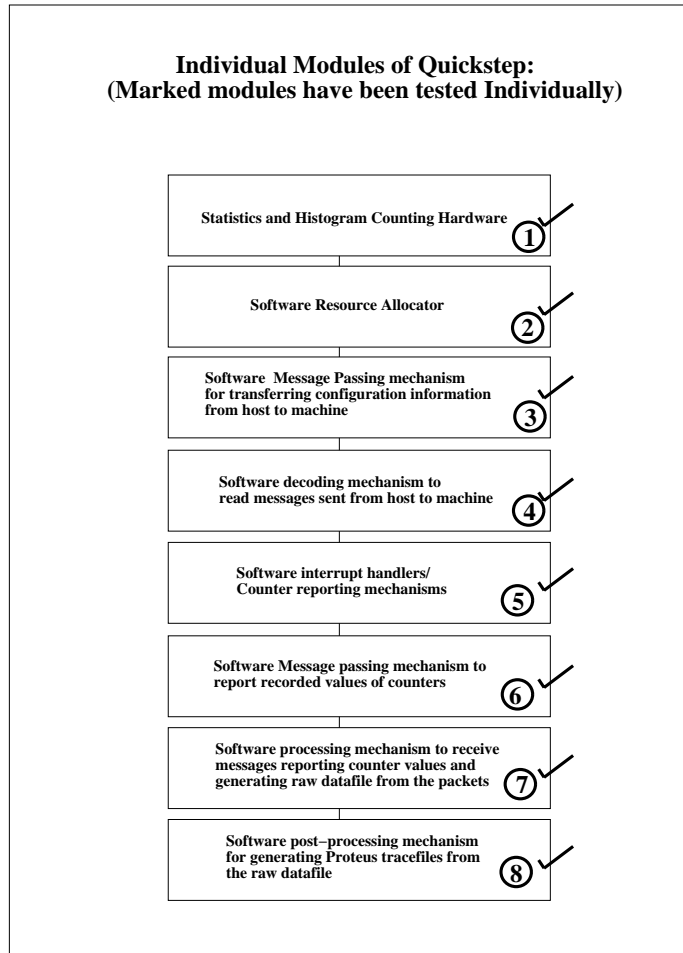 Individual Modules of Quickstep:
(Marked modules have been tested Individually)
Statistics and Histogram Counting Hardware
1
Software Resource Allocator
2
Software Message Passing mechanism
for transferring configuration information
from host to machine
3
Software decoding mechanism to
read messages sent from host to machine
4
Software interrupt handlers/
Counter reporting mechanisms
5
Software Message passing mechanism to
report recorded values of counters
6
Software processing mechanism to receive
messages reporting counter values and
generating raw datafile from the packets
7
Software post−processing mechanism
for generating Proteus tracefiles from
the raw datafile
8